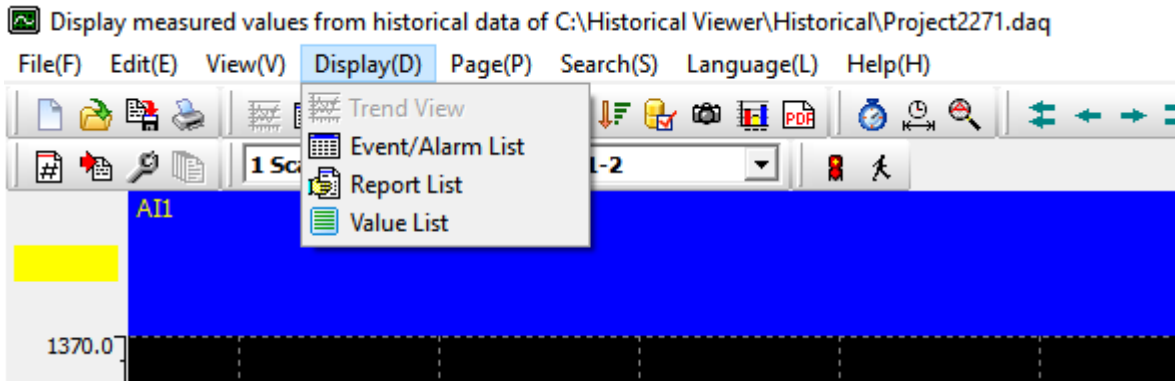 Display measured values from historical data of C:\Historical Viewer\Historical\Project2271.daq
File(F) Edit(E) View(V) Display(D) Page(P) Search(S) Language(L) Help(H)
Trend View
PDF
Event/Alarm List
1 Sca
1-2
Report List
AI1
Value List
1370.0